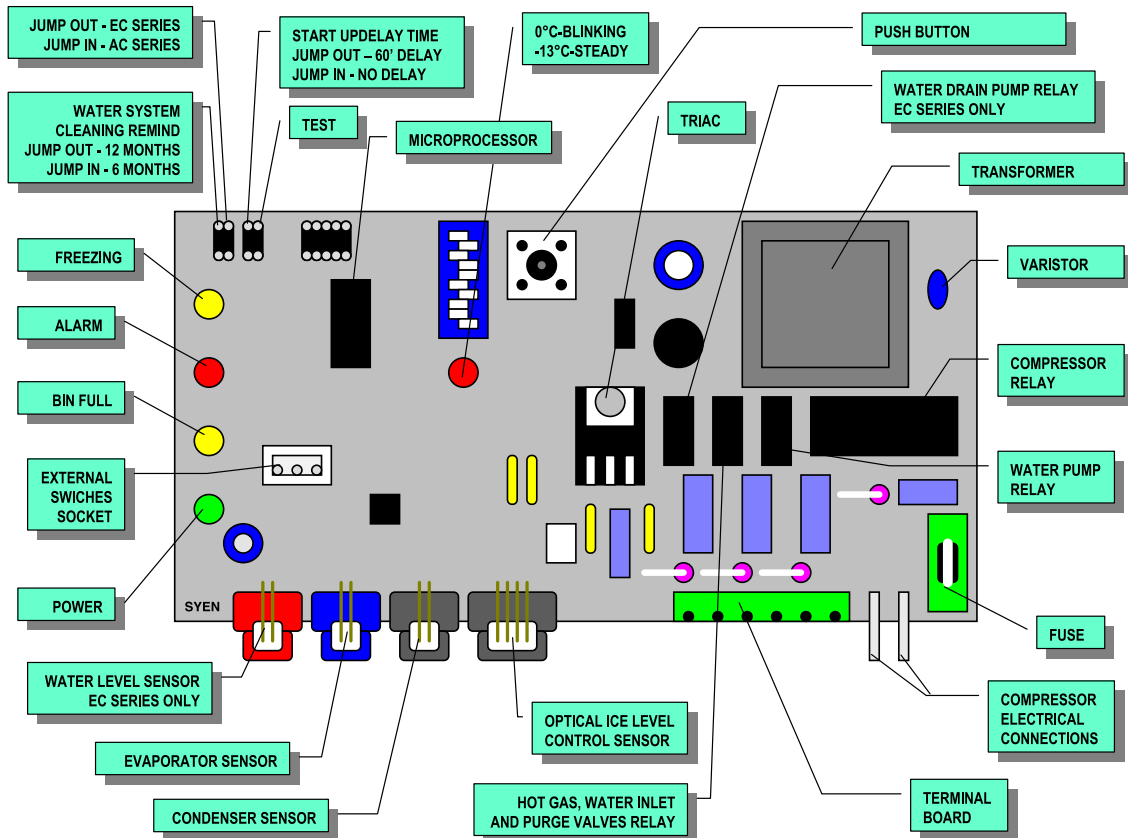 JUMP OUT - EC SERIES
JUMP IN - AC SERIES
START UPDELAY TIME
JUMP OUT – 60' DELAY
JUMP IN - NO DELAY
0°C-BLINKING
-13°C-STEADY
PUSH BUTTON
WATER SYSTEM
CLEANING REMIND
JUMP OUT - 12 MONTHS
JUMP IN - 6 MONTHS
TEST
MICROPROCESSOR
TRIAC
WATER DRAIN PUMP RELAY
EC SERIES ONLY
TRANSFORMER
FREEZING
VARISTOR
ALARM
COMPRESSOR
RELAY
BIN FULL
EXTERNAL
SWICHES
SOCKET
WATER PUMP
RELAY
POWER
SYEN
FUSE
WATER LEVEL SENSOR
EC SERIES ONLY
OPTICAL ICE LEVEL
CONTROL SENSOR
COMPRESSOR
ELECTRICAL
CONNECTIONS
EVAPORATOR SENSOR
CONDENSER SENSOR
HOT GAS, WATER INLET
AND PURGE VALVES RELAY
TERMINAL
BOARD